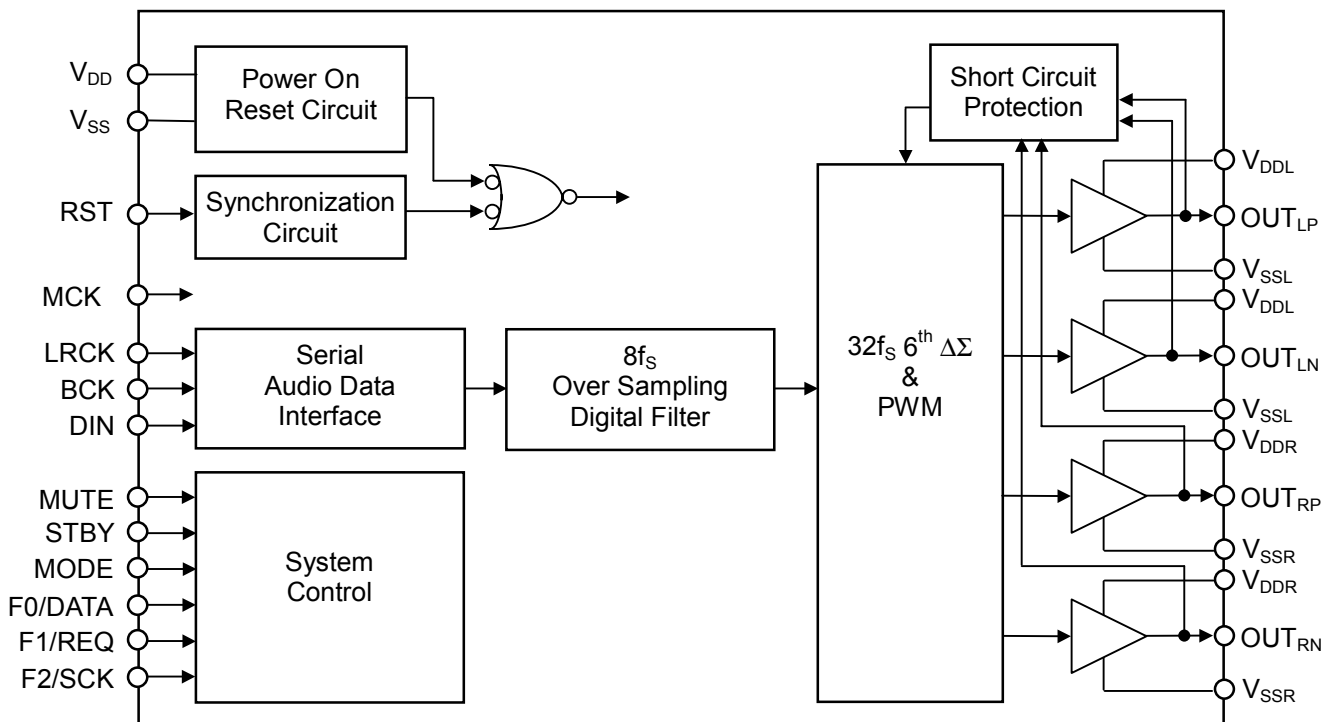 V_DD
V_SS
RST
MCK
LRCK
BCK
DIN
MUTE
STBY
MODE
F0/DATA
F1/REQ
F2/SCK
Power On
Reset Circuit
Synchronization
Circuit
Serial
Audio Data
Interface
System
Control
8f_S
Over Sampling
Digital Filter
32f_S 6^th ΔΣ
&
PWM
Short Circuit
Protection
V_DDL
OUT_LP
V_SSL
V_DDL
OUT_LN
V_SSL
V_DDR
OUT_RP
V_SSR
V_DDR
OUT_RN
V_SSR